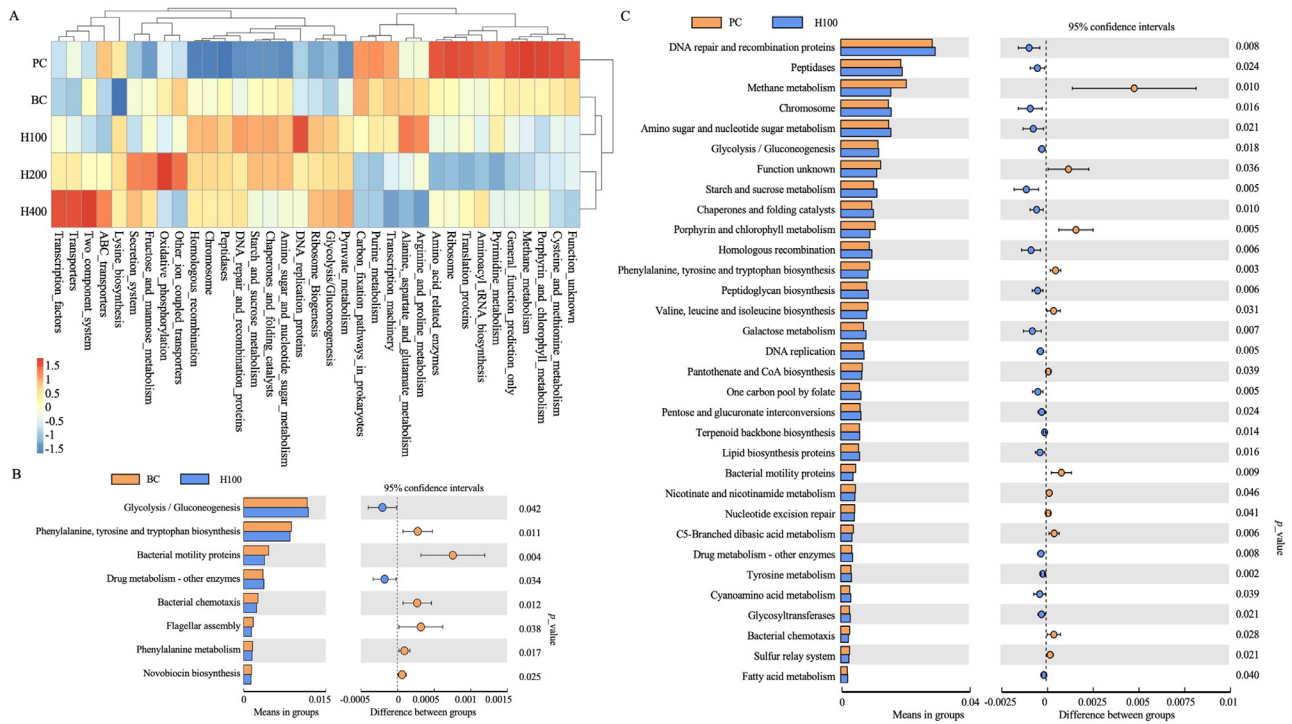 A
PC
BC
H100
H200
H400
Transcription_factors
Transporters
Two_component_system
ABC_transporters
Lysine_biosynthesis
Secretion_system
Fructose_and_mannose_metabolism
Oxidative_phosphorylation
Other_ion_coupled_transporters
Homologous_recombination
Chromosome
Peptidases
DNA_repair_and_recombination_proteins
Starch_and_sucrose_metabolism
Chaperones_and_folding_catalysts
Amino_sugar_and_nucleotide_sugar_metabolism
DNA_replication_proteins
Ribosome_Biogenesis
Glycolysis/Gluconeogenesis
Pyruvate_metabolism
Carbon_fixation_pathways_in_prokaryotes
Purine_metabolism
Transcription_machinery
Alanine,_aspartate_and_glutamate_metabolism
Arginine_and_proline_metabolism
Amino_acid_related_enzymes
Ribosome
Translation_proteins
Aminoacyl_tRNA_biosynthesis
Pyrimidine_metabolism
General_function_prediction_only
Methane_metabolism
Porphyrin_and_chlorophyll_metabolism
Cysteine_and_methionine_metabolism
Function_unknown
1.5
1
0.5
0
-0.5
-1
-1.5
B
BC
H100
95% confidence intervals
Glycolysis / Gluconeogenesis
0.042
Phenylalanine, tyrosine and tryptophan biosynthesis
0.011
Bacterial motility proteins
0.004
Drug metabolism - other enzymes
0.034
Bacterial chemotaxis
0.012
Flagellar assembly
0.038
Phenylalanine metabolism
0.017
Novobiocin biosynthesis
0.025
p_value
0
0.015
Means in groups
-0.0005
0
0.0005
0.001
0.0015
Difference between groups
C
PC
H100
95% confidence intervals
DNA repair and recombination proteins
0.008
Peptidases
0.024
Methane metabolism
0.010
Chromosome
0.016
Amino sugar and nucleotide sugar metabolism
0.021
Glycolysis / Gluconeogenesis
0.018
Function unknown
0.036
Starch and sucrose metabolism
0.005
Chaperones and folding catalysts
0.010
Porphyrin and chlorophyll metabolism
0.005
Homologous recombination
0.006
Phenylalanine, tyrosine and tryptophan biosynthesis
0.003
Peptidoglycan biosynthesis
0.006
Valine, leucine and isoleucine biosynthesis
0.031
Galactose metabolism
0.007
DNA replication
0.005
Pantothenate and CoA biosynthesis
0.039
One carbon pool by folate
0.005
Pentose and glucuronate interconversions
0.024
Terpenoid backbone biosynthesis
0.014
Lipid biosynthesis proteins
0.016
Bacterial motility proteins
0.009
Nicotinate and nicotinamide metabolism
0.046
Nucleotide excision repair
0.041
C5-Branched dibasic acid metabolism
0.006
Drug metabolism - other enzymes
0.008
Tyrosine metabolism
0.002
Cyanoamino acid metabolism
0.039
Glycosyltransferases
0.021
Bacterial chemotaxis
0.028
Sulfur relay system
0.021
Fatty acid metabolism
0.040
p_value
0
0.04
Means in groups
-0.0025
0
0.0025
0.005
0.0075
0.01
Difference between groups